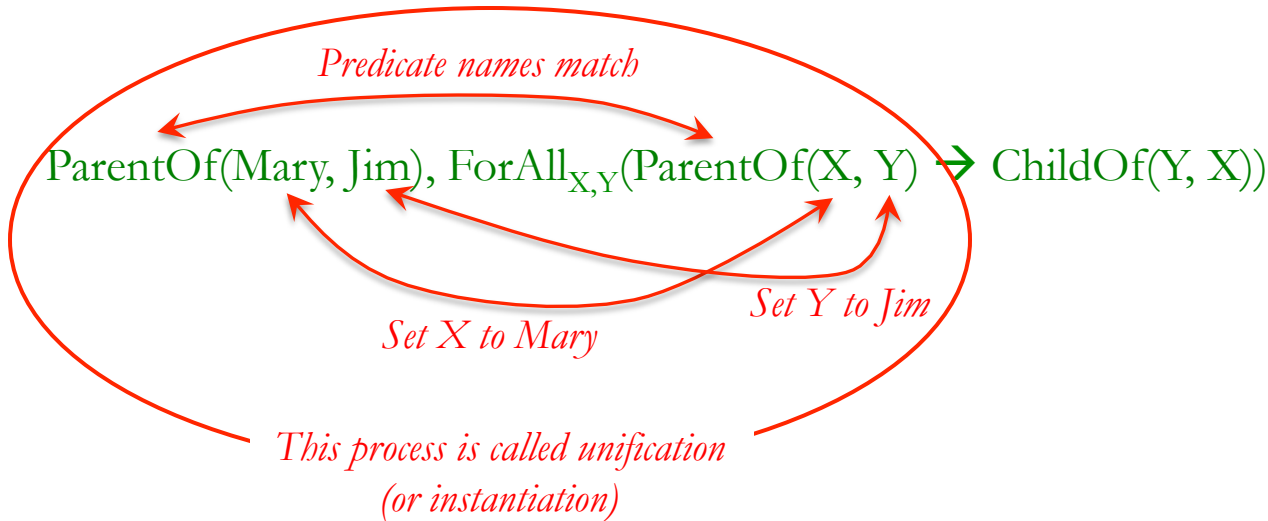 Predicate names match
ParentOf(Mary, Jim), ForAll_{X,Y}(ParentOf(X, Y) → ChildOf(Y, X))
Set Y to Jim
Set X to Mary
This process is called unification
(or instantiation)